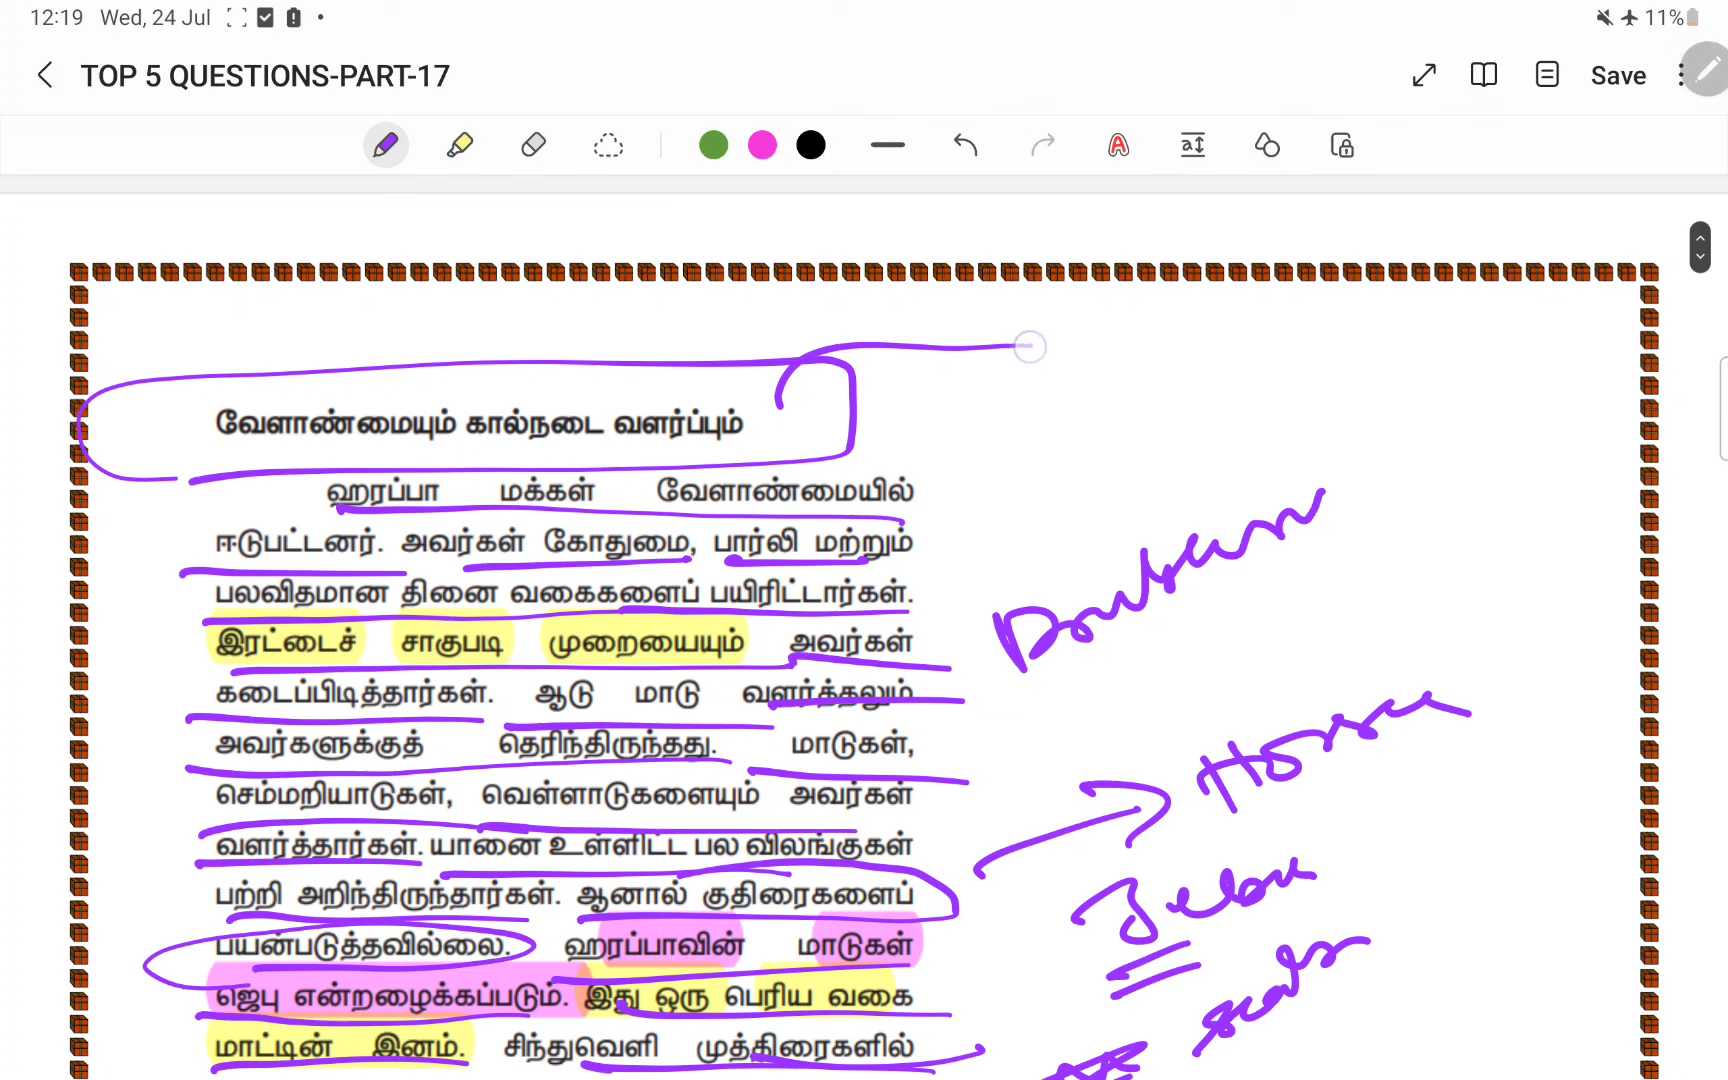 12:19 Wed, 24 Jul
11%
TOP 5 QUESTIONS-PART-17
Save
வேளாண்மையும் கால்நடை வளர்ப்பும்
ஹரப்பா மக்கள் வேளாண்மையில்
ஈடுபட்டனர். அவர்கள் கோதுமை, பார்லி மற்றும்
பலவிதமான தினை வகைகளைப் பயிரிட்டார்கள்.
இரட்டைச் சாகுபடி முறையையும் அவர்கள்
கடைப்பிடித்தார்கள். ஆடு மாடு வளர்த்தலும்
அவர்களுக்குத் தெரிந்திருந்தது. மாடுகள்,
செம்மறியாடுகள், வெள்ளாடுகளையும் அவர்கள்
வளர்த்தார்கள். யானை உள்ளிட்ட பல விலங்குகள்
பற்றி அறிந்திருந்தார்கள். ஆனால் குதிரைகளைப்
பயன்படுத்தவில்லை. ஹரப்பாவின் மாடுகள்
ஜெபு என்றழைக்கப்படும். இது ஒரு பெரிய வகை
மாட்டின் இனம். சிந்துவெளி முத்திரைகளில்
Horse